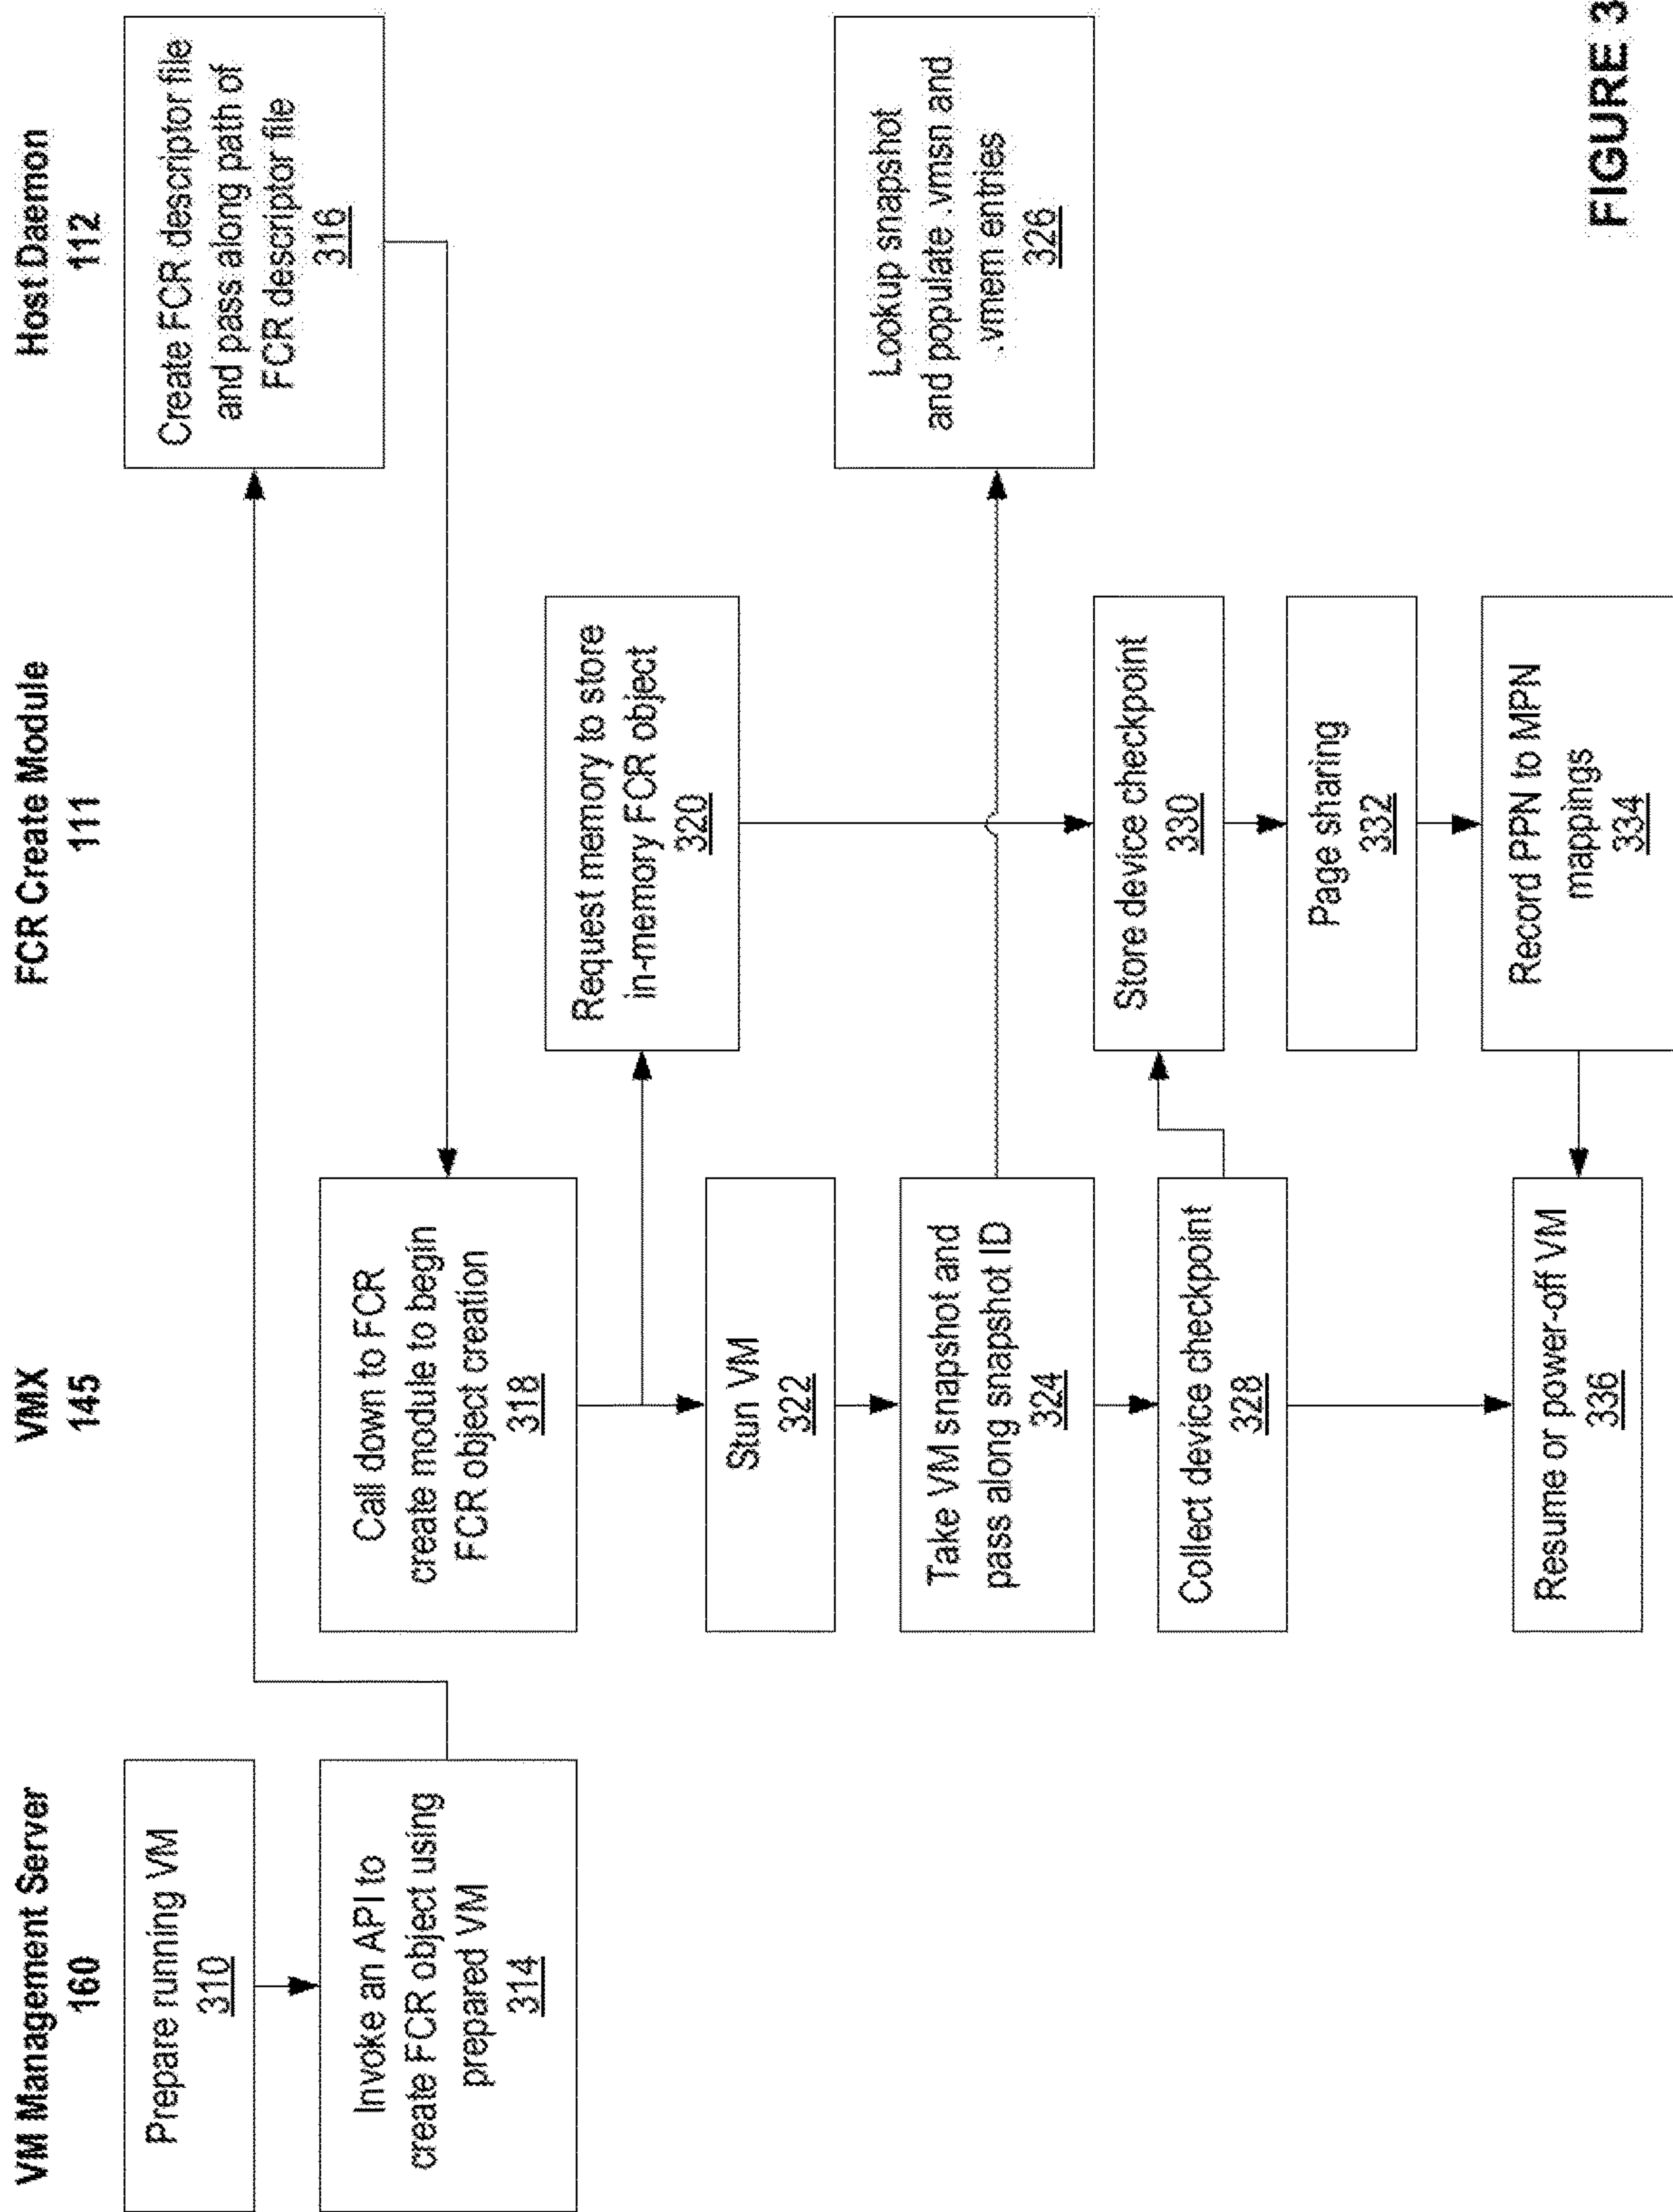 VM Management Server
160
VMX
145
FCR Create Module
111
Host Daemon
112
Prepare running VM
310
Invoke an API to
create FCR object using
prepared VM
314
Create FCR descriptor file
and pass along path of
FCR descriptor file
316
Call down to FCR
create module to begin
FCR object creation
318
Request memory to store
in-memory FCR object
320
Stun VM
322
Take VM snapshot and
pass along snapshot ID
324
Lookup snapshot
and populate .vmsn and
.vmem entries
326
Collect device checkpoint
328
Store device checkpoint
330
Page sharing
332
Record PPN to MPN
mappings
334
Resume or power-off VM
336
FIGURE 3